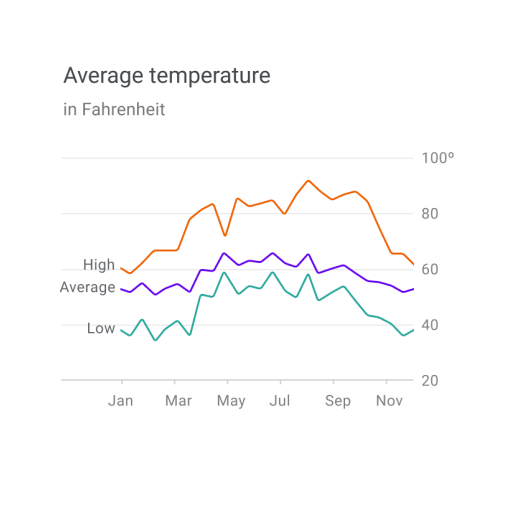 Average temperature
in Fahrenheit
100º
80
High
60
Average
Low
40
20
Jan Mar May Jul Sep Nov